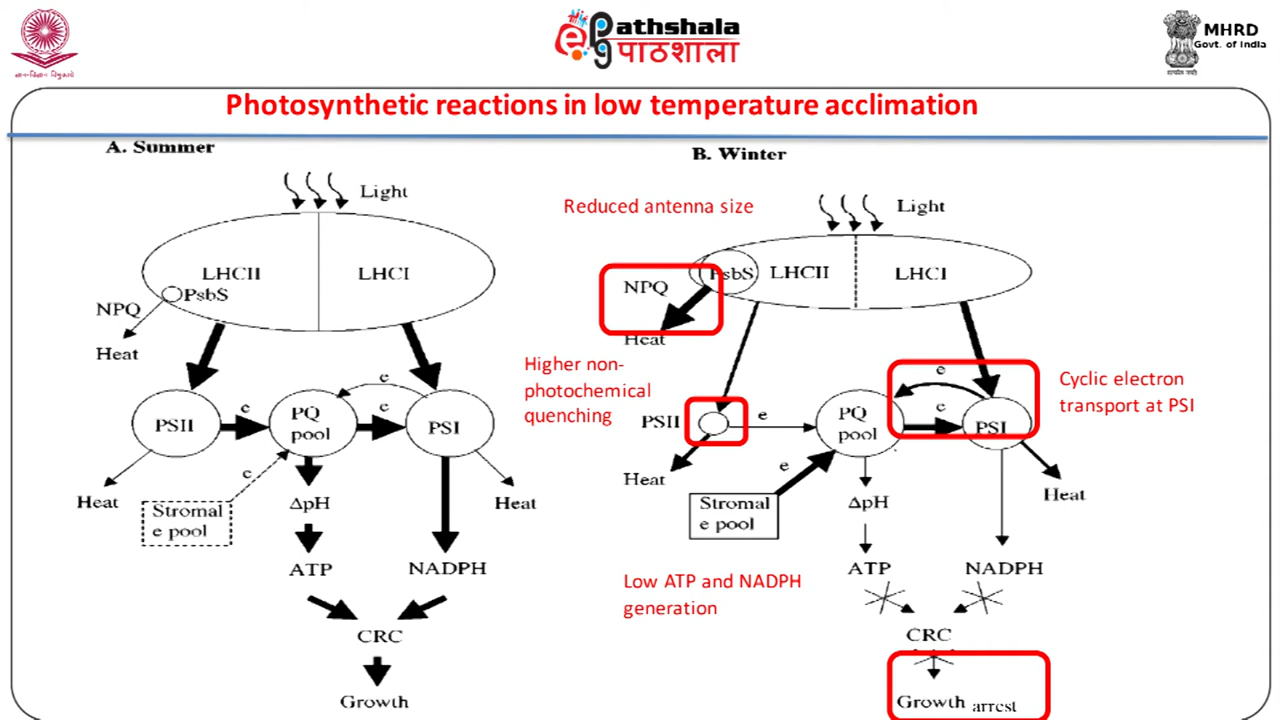 ePathshala
पाठशाला
MHRD
Govt. of India
Photosynthetic reactions in low temperature acclimation
A. Summer
Light
LHCII
LHCI
PsbS
NPQ
Heat
e
PSII
e
PQ
pool
e
PSI
Heat
e
Stromal
e pool
ΔpH
Heat
ATP
NADPH
CRC
Growth
B. Winter
Reduced antenna size
Light
PsbS
LHCII
LHCI
NPQ
Heat
Higher non-
photochemical
quenching
e
Cyclic electron
transport at PSI
PSII
e
PQ
pool
e
PSI
Heat
e
Heat
Stromal
e pool
ΔpH
Low ATP and NADPH
generation
ATP
NADPH
CRC
Growth arrest